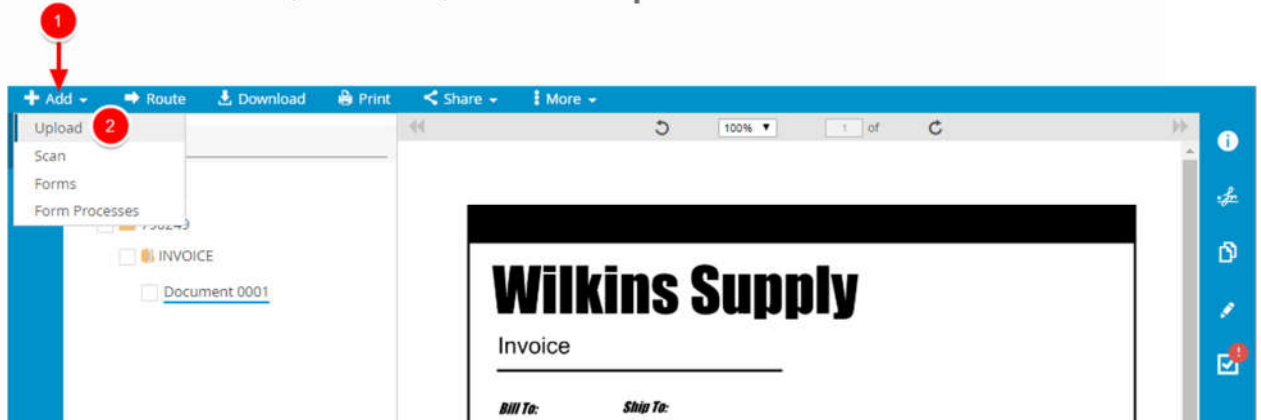 1
Add Route Download Print Share More
Upload 2
Scan
Forms
Form Processes
100% 1 of
INVOICE
Document 0001
Wilkins Supply
Invoice
Bill To: Ship To: